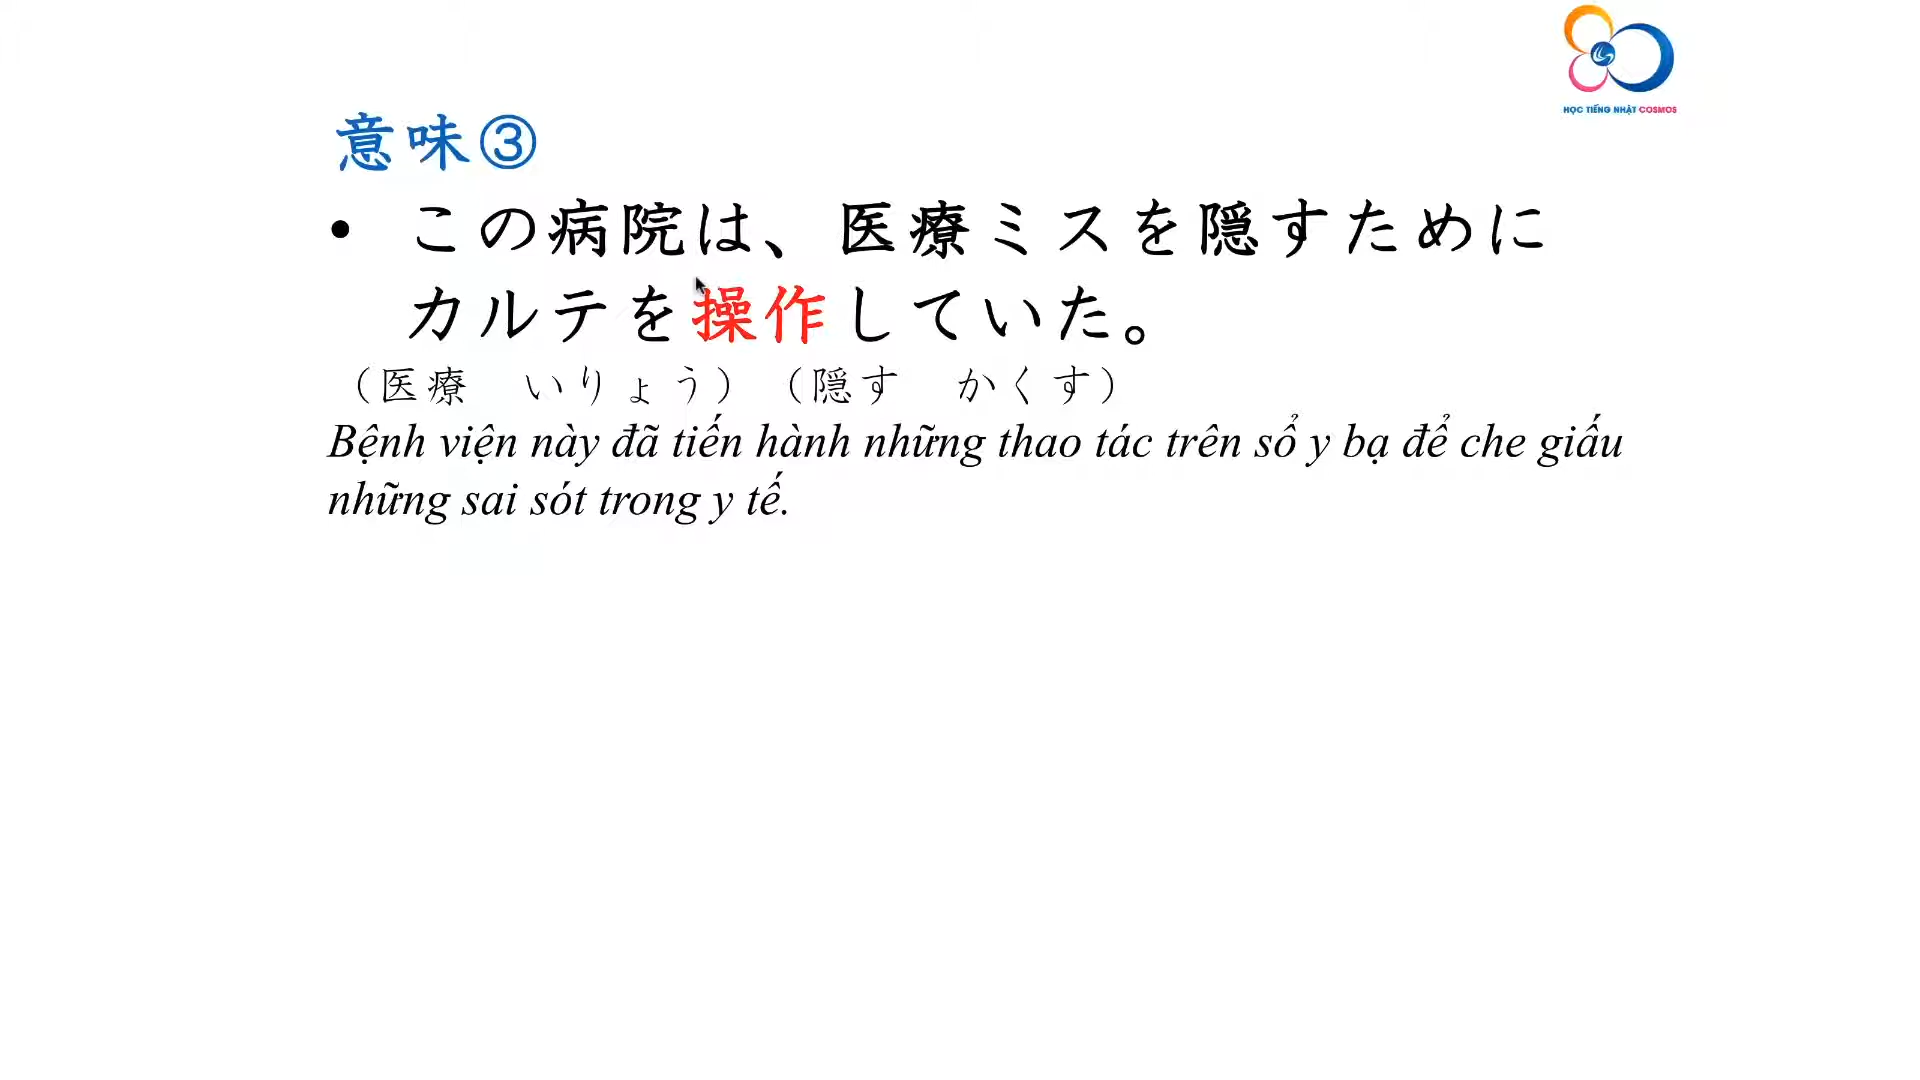 HỌC TIẾNG NHẬT COSMOS
意味③
• この病院は、医療ミスを隠すために
カルテを操作していた。
（医療　いりょう）（隠す　かくす）
Bệnh viện này đã tiến hành những thao tác trên sổ y bạ để che giấu
những sai sót trong y tế.